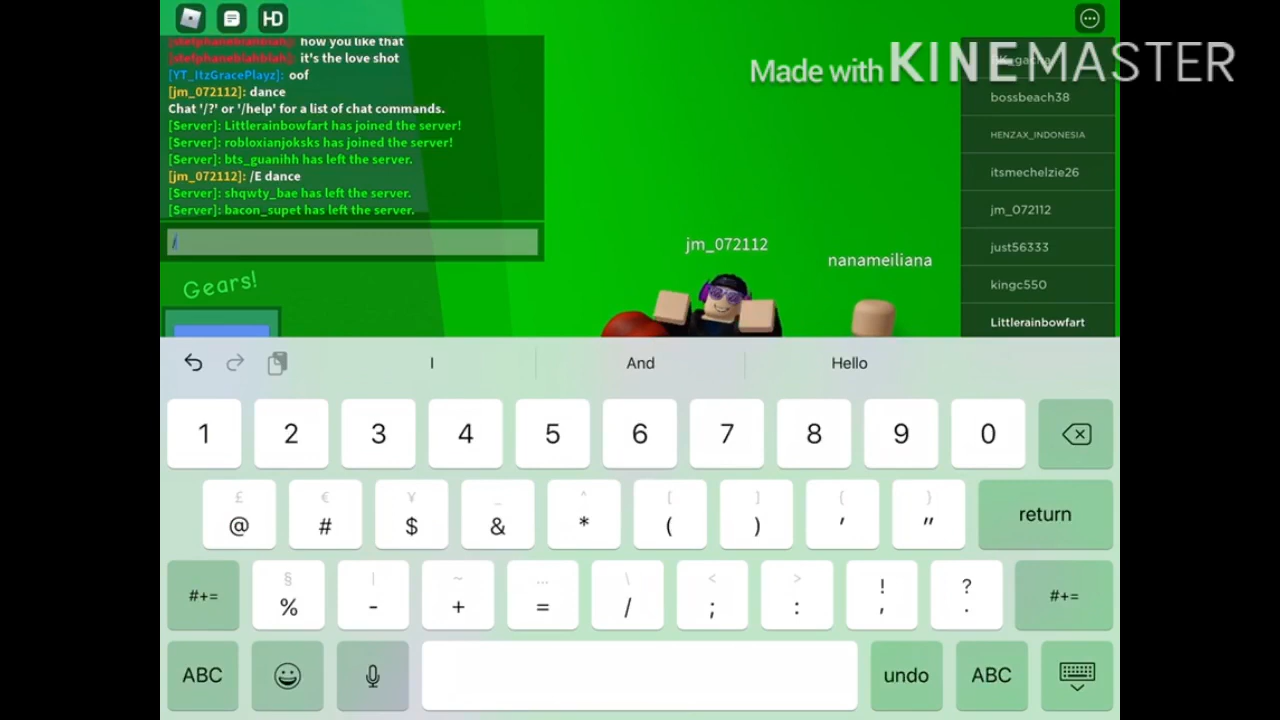 HD
[stefphaneblahblah]: how you like that
[stefphaneblahblah]: it's the love shot
[YT_ItzGracePlayz]: oof
[jm_072112]: dance
Chat '/?' or '/help' for a list of chat commands.
[Server]: Littlerainbowfart has joined the server!
[Server]: robloxianjoksks has joined the server!
[Server]: bts_guanihh has left the server.
[jm_072112]: /E dance
[Server]: shqwty_bae has left the server.
[Server]: bacon_supet has left the server.
/
Gears!
jm_072112
nanameiliana
Made with KINEMASTER
bossbeach38
HENZAX_INDONESIA
itsmechelzie26
jm_072112
just56333
kingc550
Littlerainbowfart
I And Hello
1 2 3 4 5 6 7 8 9 0
£ € ¥ _ ^ [ ] { }
@ # $ & * ( ) ' " return
§ | ~ … \ < > ! ?
#+= % - + = / ; : , . #+=
ABC undo ABC